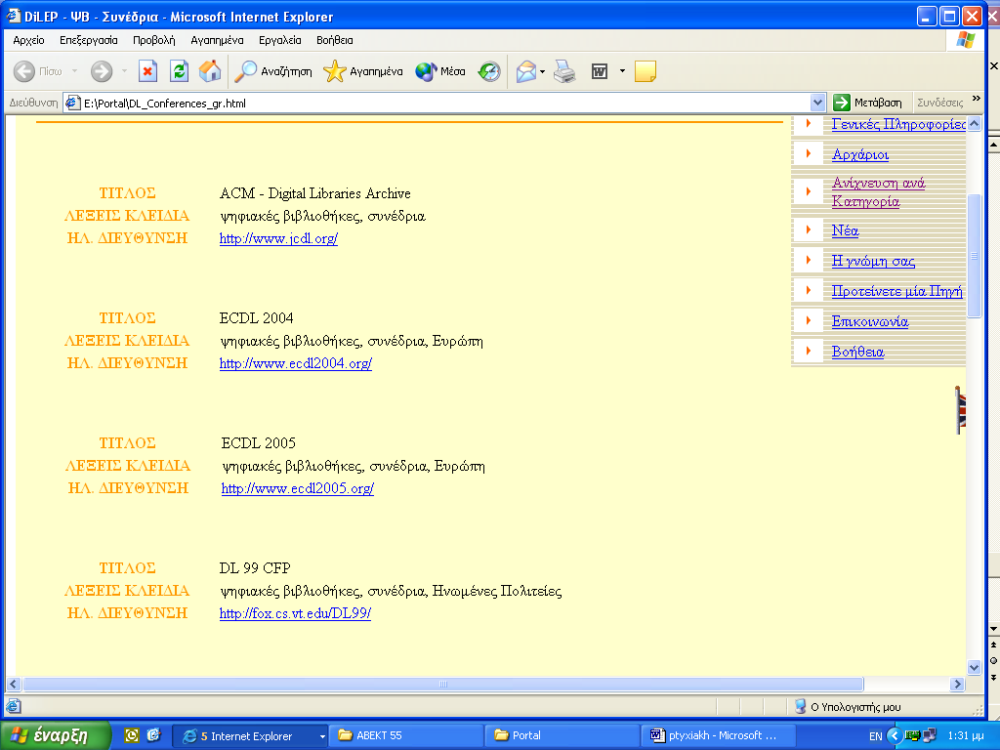 DiLEP - ΨΒ - Συνέδρια - Microsoft Internet Explorer
Αρχείο Επεξεργασία Προβολή Αγαπημένα Εργαλεία Βοήθεια
Πίσω Αναζήτηση Αγαπημένα Μέσα
Διεύθυνση E:\Portal\DL_Conferences_gr.html Μετάβαση Συνδέσεις »
ΤΙΤΛΟΣ ACM - Digital Libraries Archive
ΛΕΞΕΙΣ ΚΛΕΙΔΙΑ ψηφιακές βιβλιοθήκες, συνέδρια
ΗΛ. ΔΙΕΥΘΥΝΣΗ http://www.jcdl.org/
ΤΙΤΛΟΣ ECDL 2004
ΛΕΞΕΙΣ ΚΛΕΙΔΙΑ ψηφιακές βιβλιοθήκες, συνέδρια, Ευρώπη
ΗΛ. ΔΙΕΥΘΥΝΣΗ http://www.ecdl2004.org/
ΤΙΤΛΟΣ ECDL 2005
ΛΕΞΕΙΣ ΚΛΕΙΔΙΑ ψηφιακές βιβλιοθήκες, συνέδρια, Ευρώπη
ΗΛ. ΔΙΕΥΘΥΝΣΗ http://www.ecdl2005.org/
ΤΙΤΛΟΣ DL 99 CFP
ΛΕΞΕΙΣ ΚΛΕΙΔΙΑ ψηφιακές βιβλιοθήκες, συνέδρια, Ηνωμένες Πολιτείες
ΗΛ. ΔΙΕΥΘΥΝΣΗ http://fox.cs.vt.edu/DL99/
Γενικές Πληροφορίες
Αρχάριοι
Ανίχνευση ανά
Κατηγορία
Νέα
Η γνώμη σας
Προτείνετε μία Πηγή
Επικοινωνία
Βοήθεια
Ο Υπολογιστής μου
έναρξη 5 Internet Explorer ΑΒΕΚΤ 55 Portal ptyxiakh - Microsoft ... EN 1:31 μμ